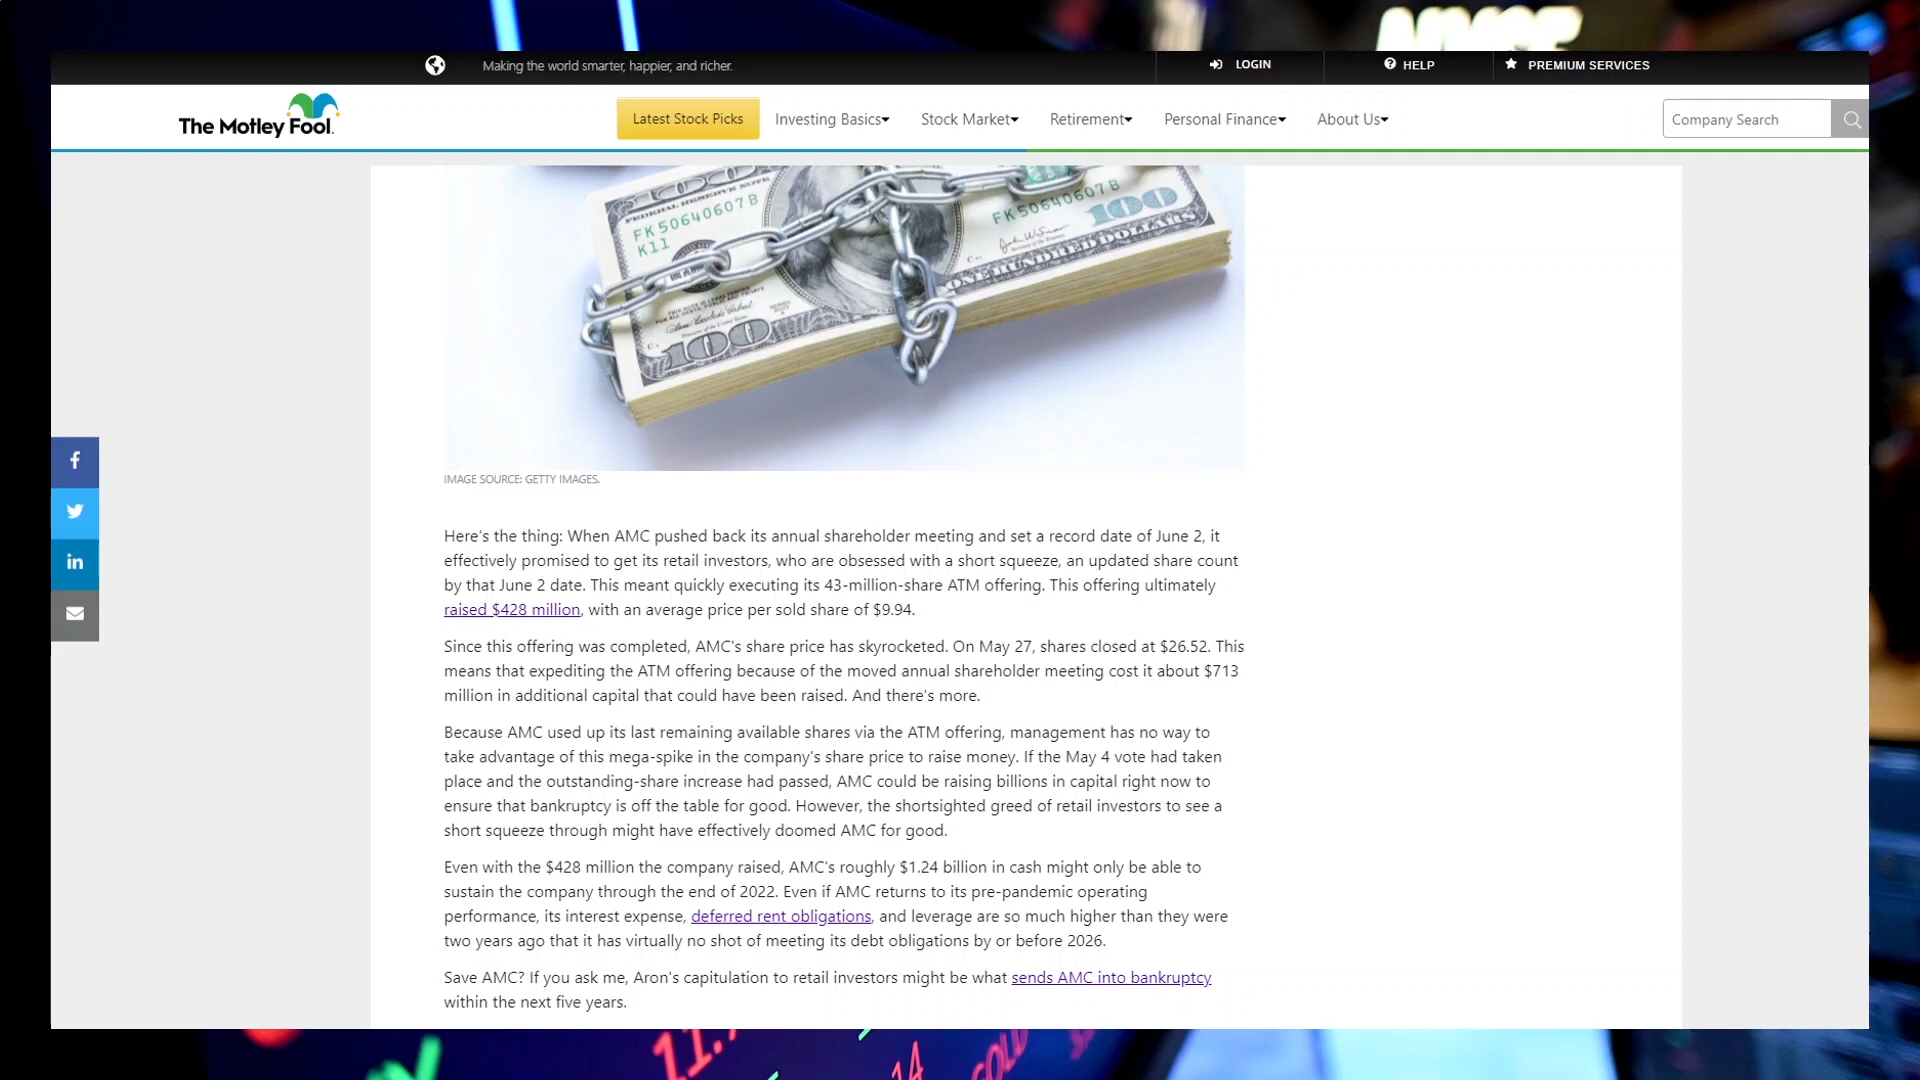 NYSE
Making the world smarter, happier, and richer.
LOGIN
HELP
PREMIUM SERVICES
The Motley Fool.
Latest Stock Picks
Investing Basics
Stock Market
Retirement
Personal Finance
About Us
Company Search
FEDERAL RESERVE NOTE
100
FK50640607B
K11
FK50640607B
100
ONE HUNDRED DOLLARS
100
IMAGE SOURCE: GETTY IMAGES.
Here's the thing: When AMC pushed back its annual shareholder meeting and set a record date of June 2, it
effectively promised to get its retail investors, who are obsessed with a short squeeze, an updated share count
by that June 2 date. This meant quickly executing its 43-million-share ATM offering. This offering ultimately
raised $428 million, with an average price per sold share of $9.94.
Since this offering was completed, AMC's share price has skyrocketed. On May 27, shares closed at $26.52. This
means that expediting the ATM offering because of the moved annual shareholder meeting cost it about $713
million in additional capital that could have been raised. And there's more.
Because AMC used up its last remaining available shares via the ATM offering, management has no way to
take advantage of this mega-spike in the company's share price to raise money. If the May 4 vote had taken
place and the outstanding-share increase had passed, AMC could be raising billions in capital right now to
ensure that bankruptcy is off the table for good. However, the shortsighted greed of retail investors to see a
short squeeze through might have effectively doomed AMC for good.
Even with the $428 million the company raised, AMC's roughly $1.24 billion in cash might only be able to
sustain the company through the end of 2022. Even if AMC returns to its pre-pandemic operating
performance, its interest expense, deferred rent obligations, and leverage are so much higher than they were
two years ago that it has virtually no shot of meeting its debt obligations by or before 2026.
Save AMC? If you ask me, Aron's capitulation to retail investors might be what sends AMC into bankruptcy
within the next five years.
14
GOLD